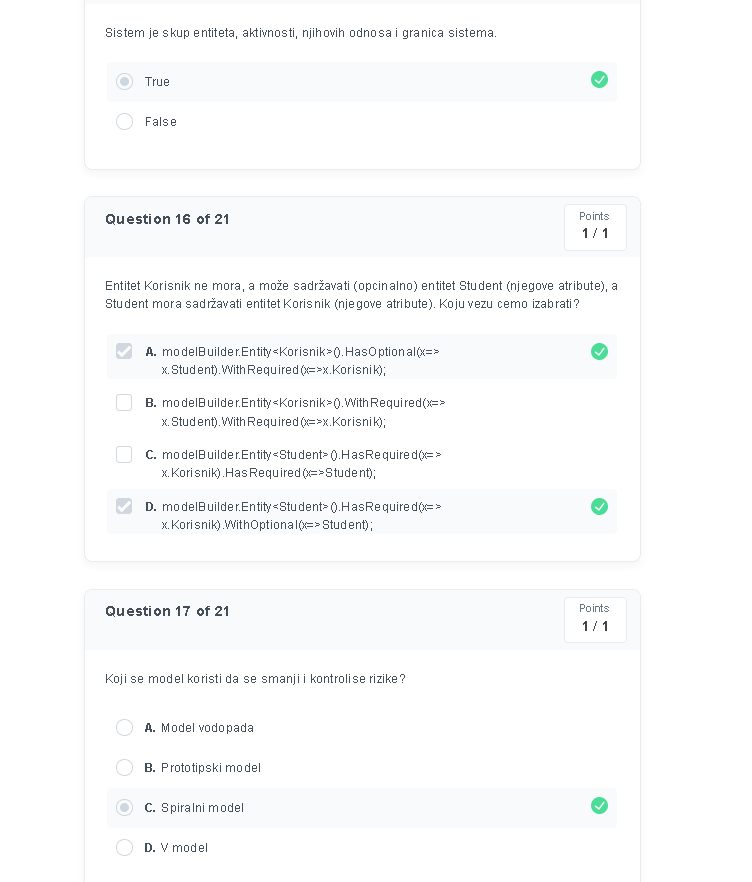 Sistem je skup entiteta, aktivnosti, njihovih odnosa i granica sistema.
True
False
Question 16 of 21
Points
1 / 1
Entitet Korisnik ne mora, a može sadržavati (opcinalno) entitet Student (njegove atribute), a
Student mora sadržavati entitet Korisnik (njegove atribute). Koju vezu cemo izabrati?
A. modelBuilder.Entity<Korisnik>().HasOptional(x=>
x.Student).WithRequired(x=>x.Korisnik);
B. modelBuilder.Entity<Korisnik>().WithRequired(x=>
x.Student).WithRequired(x=>x.Korisnik);
C. modelBuilder.Entity<Student>().HasRequired(x=>
x.Korisnik).HasRequired(x=>Student);
D. modelBuilder.Entity<Student>().HasRequired(x=>
x.Korisnik).WithOptional(x=>Student);
Question 17 of 21
Points
1 / 1
Koji se model koristi da se smanji i kontrolise rizike?
A. Model vodopada
B. Prototipski model
C. Spiralni model
D. V model